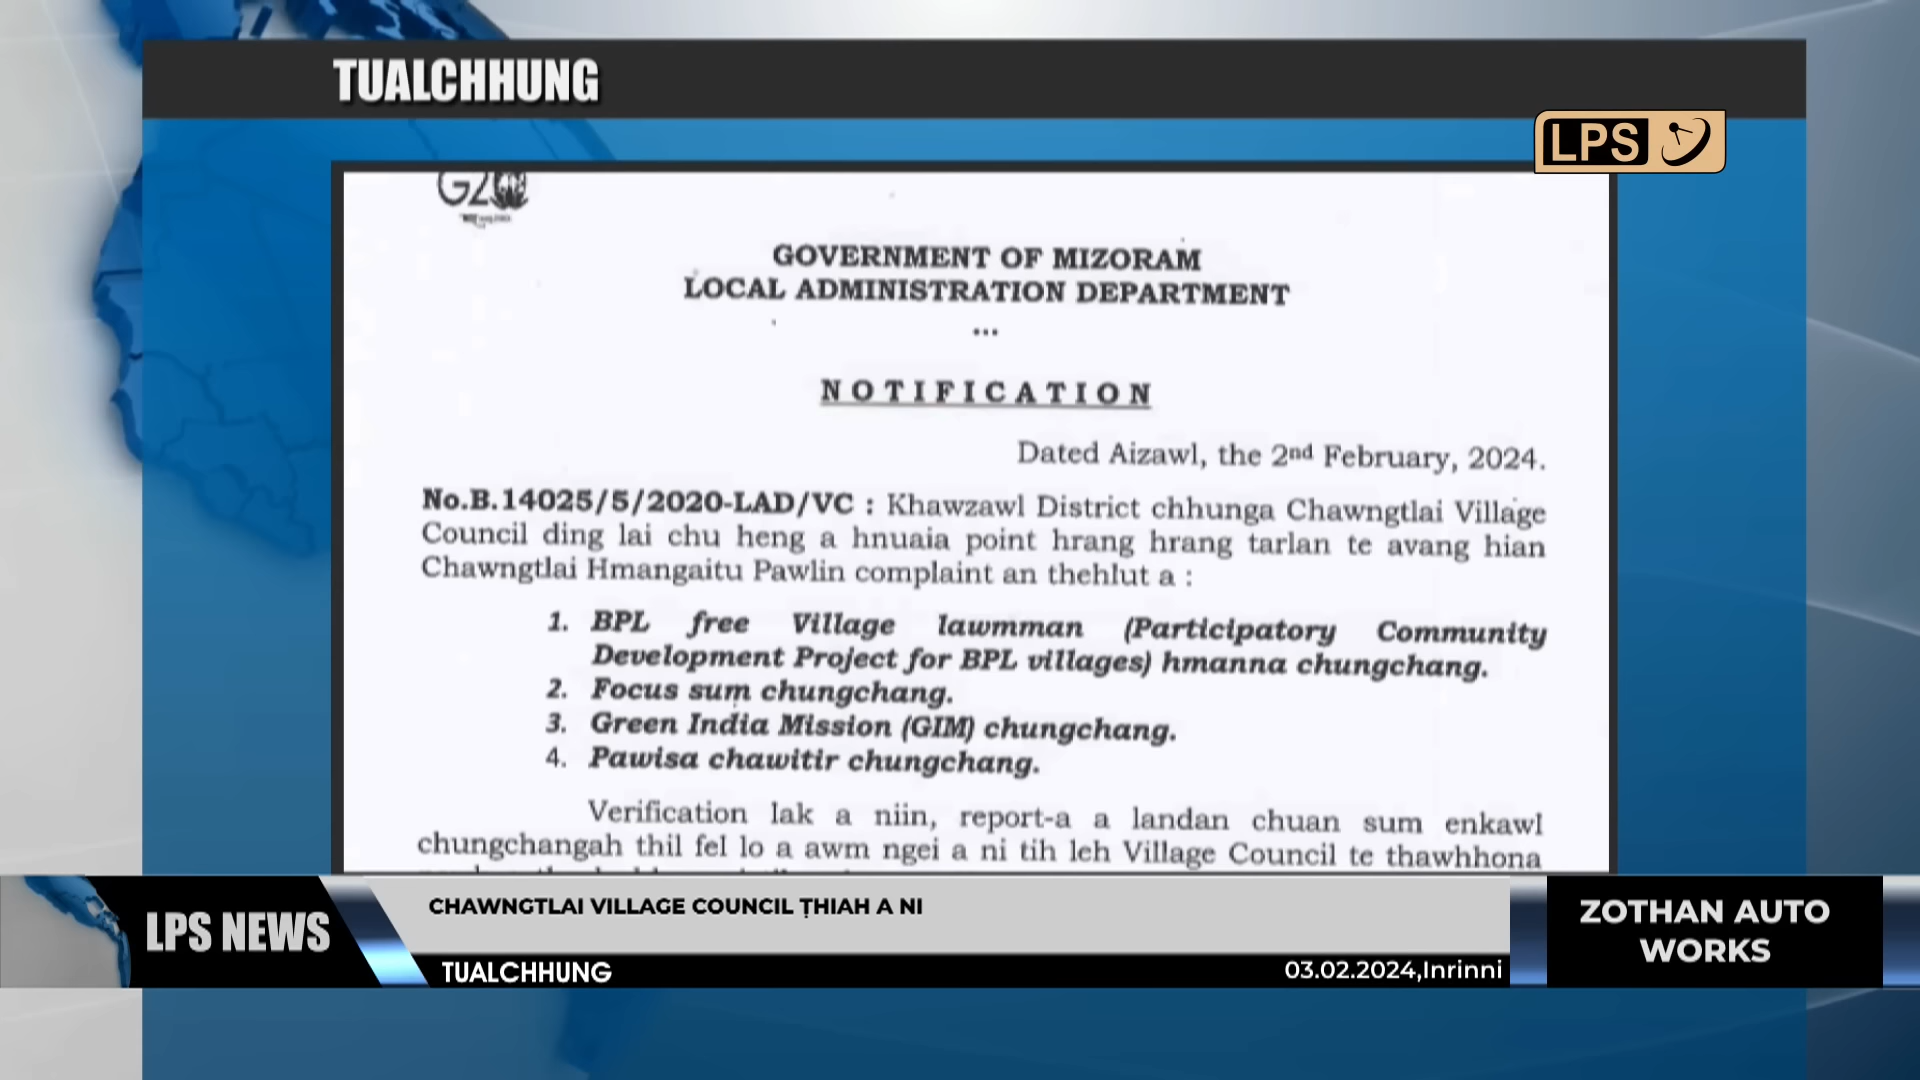 TUALCHHUNG
LPS
G20
GOVERNMENT OF MIZORAM
LOCAL ADMINISTRATION DEPARTMENT
...
NOTIFICATION
Dated Aizawl, the 2nd February, 2024.
No.B.14025/5/2020-LAD/VC : Khawzawl District chhunga Chawngtlai Village
Council ding lai chu heng a hnuaia point hrang hrang tarlan te avang hian
Chawngtlai Hmangaitu Pawlin complaint an thehlut a :
1. BPL free Village lawmman (Participatory Community
Development Project for BPL villages) hmanna chungchang.
2. Focus sum chungchang.
3. Green India Mission (GIM) chungchang.
4. Pawisa chawitir chungchang.
Verification lak a niin, report-a a landan chuan sum enkawl
chungchangah thil fel lo a awm ngei a ni tih leh Village Council te thawhhona
LPS NEWS
CHAWNGTLAI VILLAGE COUNCIL ṬHIAH A NI
TUALCHHUNG
03.02.2024,Inrinni
ZOTHAN AUTO
WORKS